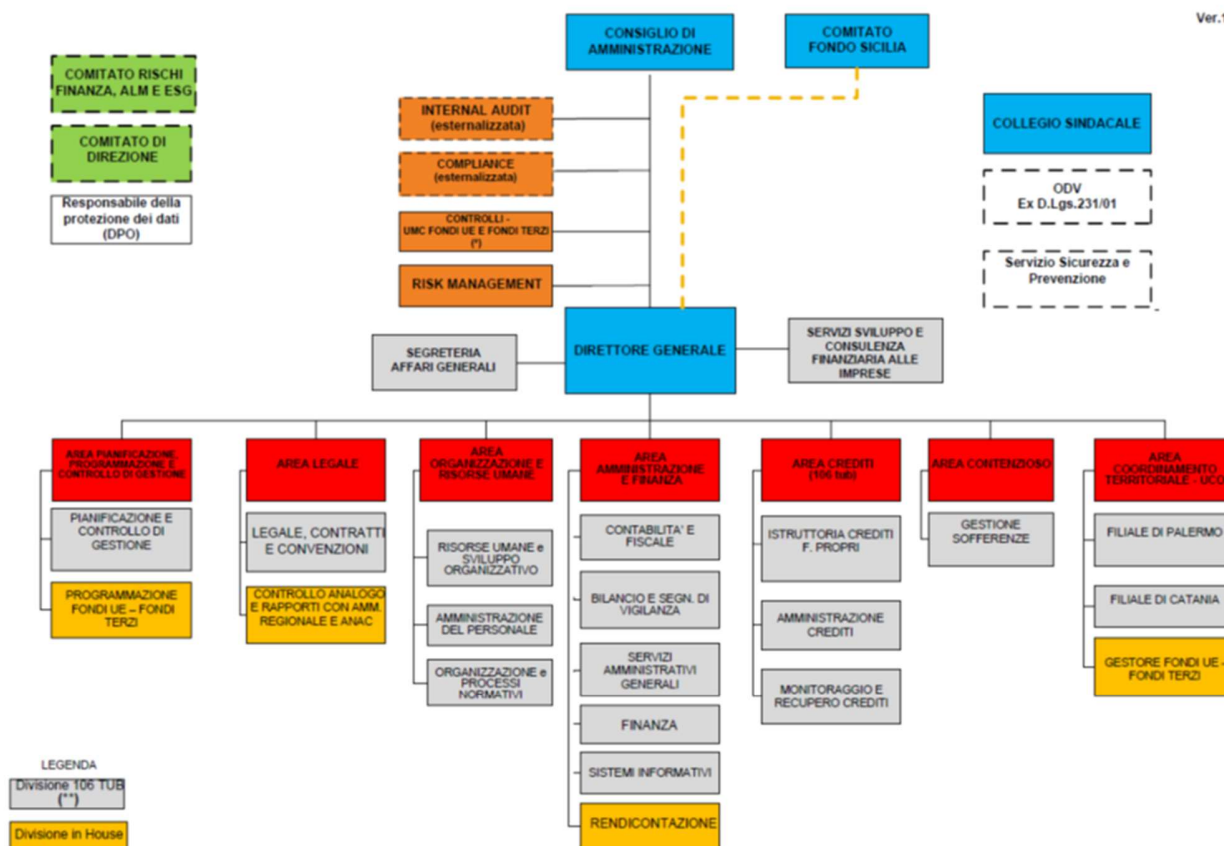 Ver.1
CONSIGLIO DI
AMMINISTRAZIONE
COMITATO
FONDO SICILIA
COMITATO RISCHI
FINANZA, ALM E ESG
COMITATO DI
DIREZIONE
Responsabile della
protezione dei dati
(DPO)
INTERNAL AUDIT
(esternalizzata)
COMPLIANCE
(esternalizzata)
CONTROLLI -
UMC FONDI UE E FONDI TERZI
(*)
RISK MANAGEMENT
COLLEGIO SINDACALE
ODV
Ex D.Lgs.231/01
Servizio Sicurezza e
Prevenzione
SEGRETERIA
AFFARI GENERALI
DIRETTORE GENERALE
SERVIZI SVILUPPO E
CONSULENZA
FINANZIARIA ALLE
IMPRESE
AREA PIANIFICAZIONE,
PROGRAMMAZIONE E
CONTROLLO DI GESTIONE
PIANIFICAZIONE E
CONTROLLO DI
GESTIONE
PROGRAMMAZIONE
FONDI UE – FONDI
TERZI
AREA LEGALE
LEGALE, CONTRATTI
E CONVENZIONI
CONTROLLO ANALOGO
E RAPPORTI CON AMM.
REGIONALE E ANAC
AREA
ORGANIZZAZIONE E
RISORSE UMANE
RISORSE UMANE e
SVILUPPO
ORGANIZZATIVO
AMMINISTRAZIONE
DEL PERSONALE
ORGANIZZAZIONE e
PROCESSI
NORMATIVI
AREA
AMMINISTRAZIONE
E FINANZA
CONTABILITA' E
FISCALE
BILANCIO E SEGN. DI
VIGILANZA
SERVIZI
AMMINISTRATIVI
GENERALI
FINANZA
SISTEMI INFORMATIVI
RENDICONTAZIONE
AREA CREDITI
(106 tub)
ISTRUTTORIA CREDITI
F. PROPRI
AMMINISTRAZIONE
CREDITI
MONITORAGGIO E
RECUPERO CREDITI
AREA CONTENZIOSO
GESTIONE
SOFFERENZE
AREA
COORDINAMENTO
TERRITORIALE - UCO
FILIALE DI PALERMO
FILIALE DI CATANIA
GESTORE FONDI UE –
FONDI TERZI
LEGENDA
Divisione 106 TUB
(**)
Divisione in House